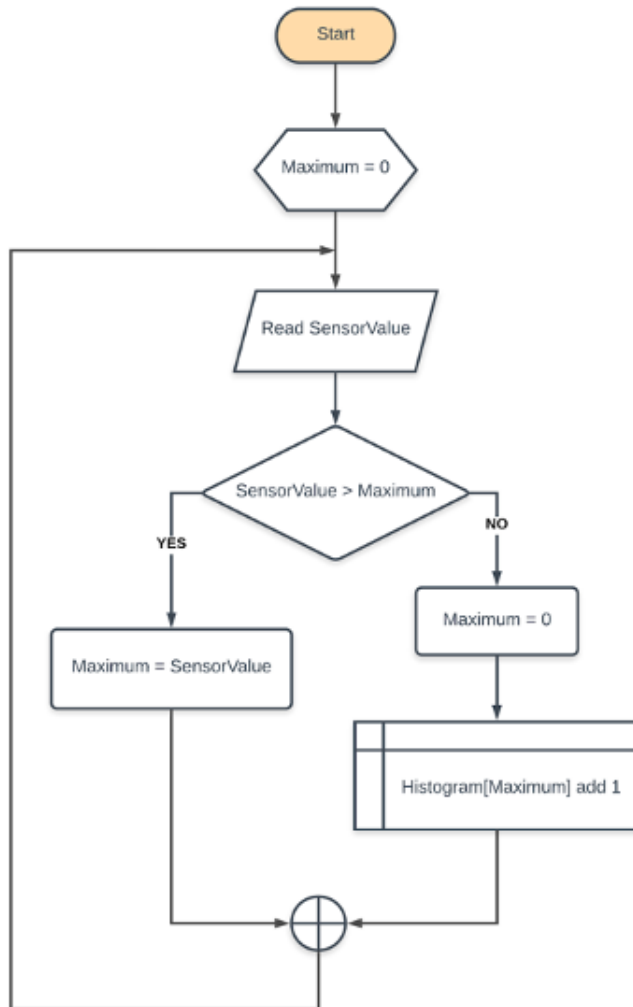 Start
Maximum = 0
Read SensorValue
SensorValue > Maximum
YES
NO
Maximum = SensorValue
Maximum = 0
Histogram[Maximum] add 1